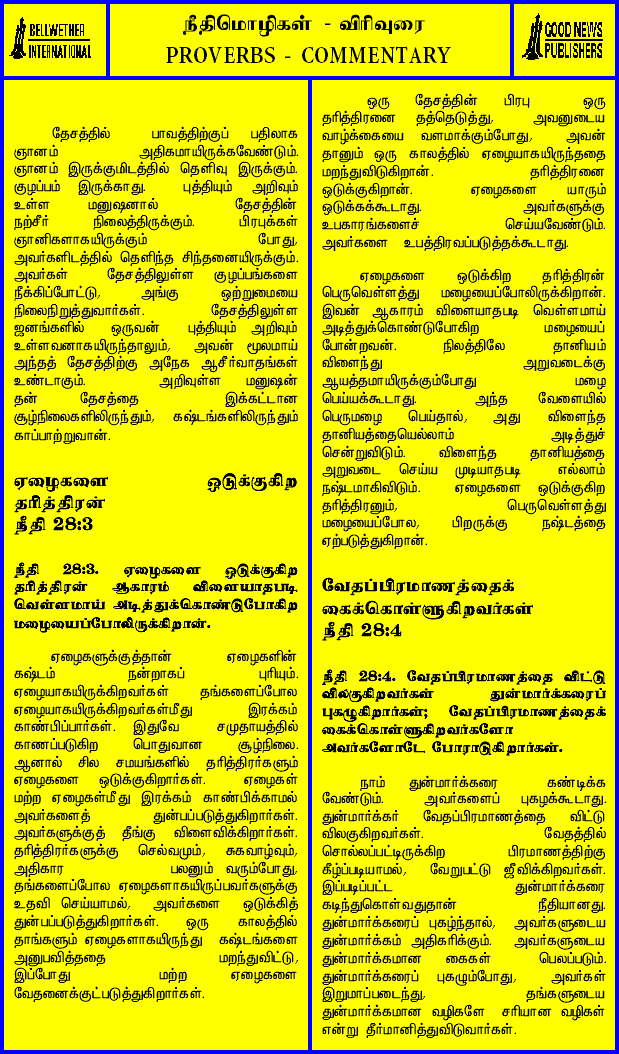 BELLWETHER
INTERNATIONAL
நீதிமொழிகள் - விரிவுரை
PROVERBS - COMMENTARY
GOOD NEWS
PUBLISHERS
தேசத்தில் பாவத்திற்குப் பதிலாக
ஞானம் அதிகமாயிருக்கவேண்டும்.
ஞானம் இருக்குமிடத்தில் தெளிவு இருக்கும்.
குழப்பம் இருக்காது. புத்தியும் அறிவும்
உள்ள மனுஷனால் தேசத்தின்
நற்சீர் நிலைத்திருக்கும். பிரபுக்கள்
ஞானிகளாகயிருக்கும் போது,
அவர்களிடத்தில் தெளிந்த சிந்தனையிருக்கும்.
அவர்கள் தேசத்திலுள்ள குழப்பங்களை
நீக்கிப்போட்டு, அங்கு ஒற்றுமையை
நிலைநிறுத்துவார்கள். தேசத்திலுள்ள
ஜனங்களில் ஒருவன் புத்தியும் அறிவும்
உள்ளவனாகயிருந்தாலும், அவன் மூலமாய்
அந்தத் தேசத்திற்கு அநேக ஆசீர்வாதங்கள்
உண்டாகும். அறிவுள்ள மனுஷன்
தன் தேசத்தை இக்கட்டான
சூழ்நிலைகளிலிருந்தும், கஷ்டங்களிலிருந்தும்
காப்பாற்றுவான்.
ஏழைகளை ஒடுக்குகிற
தரித்திரன்
நீதி 28:3
நீதி 28:3. ஏழைகளை ஒடுக்குகிற
தரித்திரன் ஆகாரம் விளையாதபடி
வெள்ளமாய் அடித்துக்கொண்டுபோகிற
மழையைப்போலிருக்கிறான்.
ஏழைகளுக்குத்தான் ஏழைகளின்
கஷ்டம் நன்றாகப் புரியும்.
ஏழையாகயிருக்கிறவர்கள் தங்களைப்போல
ஏழையாகயிருக்கிறவர்கள்மீது இரக்கம்
காண்பிப்பார்கள். இதுவே சமுதாயத்தில்
காணப்படுகிற பொதுவான சூழ்நிலை.
ஆனால் சில சமயங்களில் தரித்திரர்களும்
ஏழைகளை ஒடுக்குகிறார்கள். ஏழைகள்
மற்ற ஏழைகள்மீது இரக்கம் காண்பிக்காமல்
அவர்களைத் துன்பப்படுத்துகிறார்கள்.
அவர்களுக்குத் தீங்கு விளைவிக்கிறார்கள்.
தரித்திரர்களுக்கு செல்வமும், சுகவாழ்வும்,
அதிகார பலனும் வரும்போது,
தங்களைப்போல ஏழைகளாகயிருப்பவர்களுக்கு
உதவி செய்யாமல், அவர்களை ஒடுக்கித்
துன்பப்படுத்துகிறார்கள். ஒரு காலத்தில்
தாங்களும் ஏழைகளாகயிருந்து கஷ்டங்களை
அனுபவித்ததை மறந்துவிட்டு,
இப்போது மற்ற ஏழைகளை
வேதனைக்குட்படுத்துகிறார்கள்.
ஒரு தேசத்தின் பிரபு ஒரு
தரித்திரனை தத்தெடுத்து, அவனுடைய
வாழ்க்கையை வளமாக்கும்போது, அவன்
தானும் ஒரு காலத்தில் ஏழையாகயிருந்ததை
மறந்துவிடுகிறான். தரித்திரனை
ஒடுக்குகிறான். ஏழைகளை யாரும்
ஒடுக்கக்கூடாது. அவர்களுக்கு
உபகாரங்களைச் செய்யவேண்டும்.
அவர்களை உபத்திரவப்படுத்தக்கூடாது.
ஏழைகளை ஒடுக்கிற தரித்திரன்
பெருவெள்ளத்து மழையைப்போலிருக்கிறான்.
இவன் ஆகாரம் விளையாதபடி வெள்ளமாய்
அடித்துக்கொண்டுபோகிற மழையைப்
போன்றவன். நிலத்திலே தானியம்
விளைந்து அறுவடைக்கு
ஆயத்தமாயிருக்கும்போது மழை
பெய்யக்கூடாது. அந்த வேளையில்
பெருமழை பெய்தால், அது விளைந்த
தானியத்தையெல்லாம் அடித்துச்
சென்றுவிடும். விளைந்த தானியத்தை
அறுவடை செய்ய முடியாதபடி எல்லாம்
நஷ்டமாகிவிடும். ஏழைகளை ஒடுக்குகிற
தரித்திரனும், பெருவெள்ளத்து
மழையைப்போல, பிறருக்கு நஷ்டத்தை
ஏற்படுத்துகிறான்.
வேதப்பிரமாணத்தைக்
கைக்கொள்ளுகிறவர்கள்
நீதி 28:4
நீதி 28:4. வேதப்பிரமாணத்தை விட்டு
விலகுகிறவர்கள் துன்மார்க்கரைப்
புகழுகிறார்கள்; வேதப்பிரமாணத்தைக்
கைக்கொள்ளுகிறவர்களோ
அவர்களோடே போராடுகிறார்கள்.
நாம் துன்மார்க்கரை கண்டிக்க
வேண்டும். அவர்களைப் புகழக்கூடாது.
துன்மார்க்கர் வேதப்பிரமாணத்தை விட்டு
விலகுகிறவர்கள். வேதத்தில்
சொல்லப்பட்டிருக்கிற பிரமாணத்திற்கு
கீழ்ப்படியாமல், வேறுபட்டு ஜீவிக்கிறவர்கள்.
இப்படிப்பட்ட துன்மார்க்கரை
கடிந்துகொள்வதுதான் நீதியானது.
துன்மார்க்கரைப் புகழ்ந்தால், அவர்களுடைய
துன்மார்க்கம் அதிகரிக்கும். அவர்களுடைய
துன்மார்க்கமான கைகள் பெலப்படும்.
துன்மார்க்கரைப் புகழும்போது, அவர்கள்
இறுமாப்படைந்து, தங்களுடைய
துன்மார்க்கமான வழிகளே சரியான வழிகள்
என்று தீர்மானித்துவிடுவார்கள்.